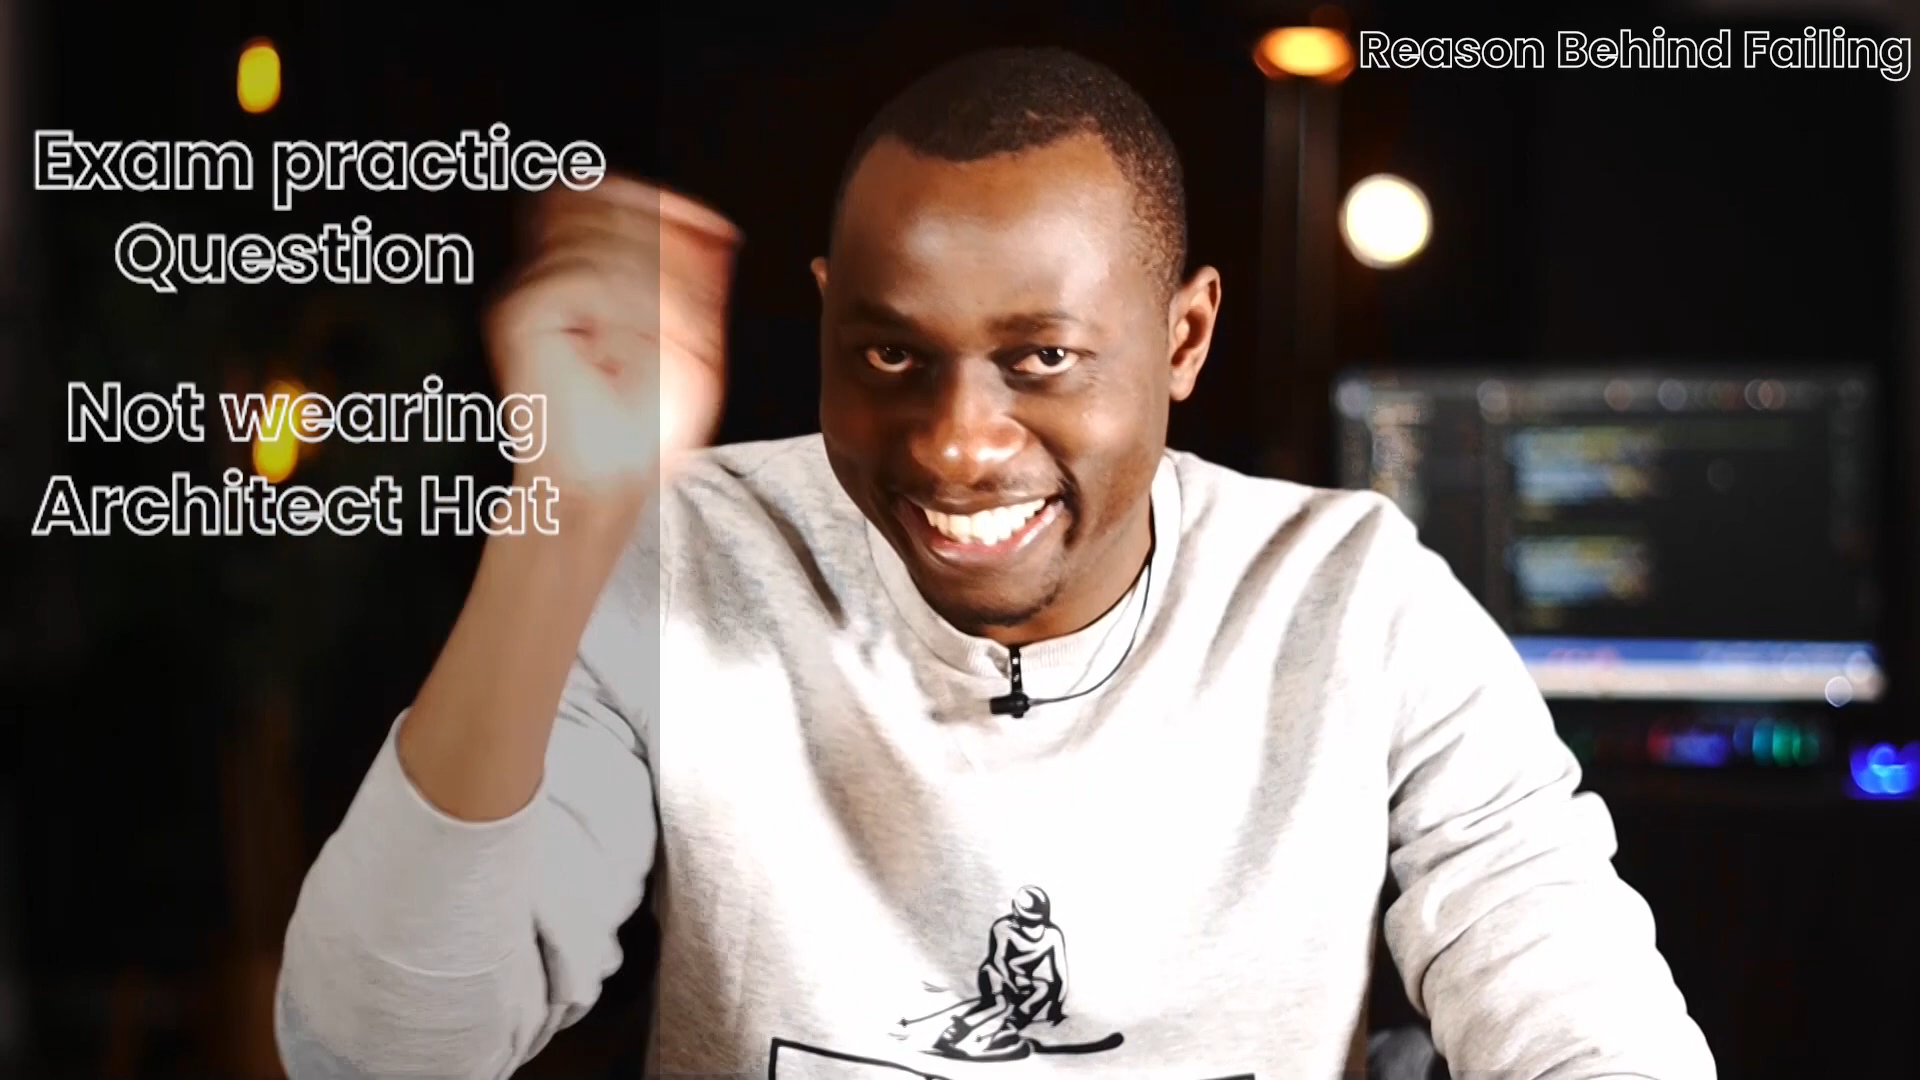 Reason Behind Failing
Exam practice
Question
Not wearing
Architect Hat